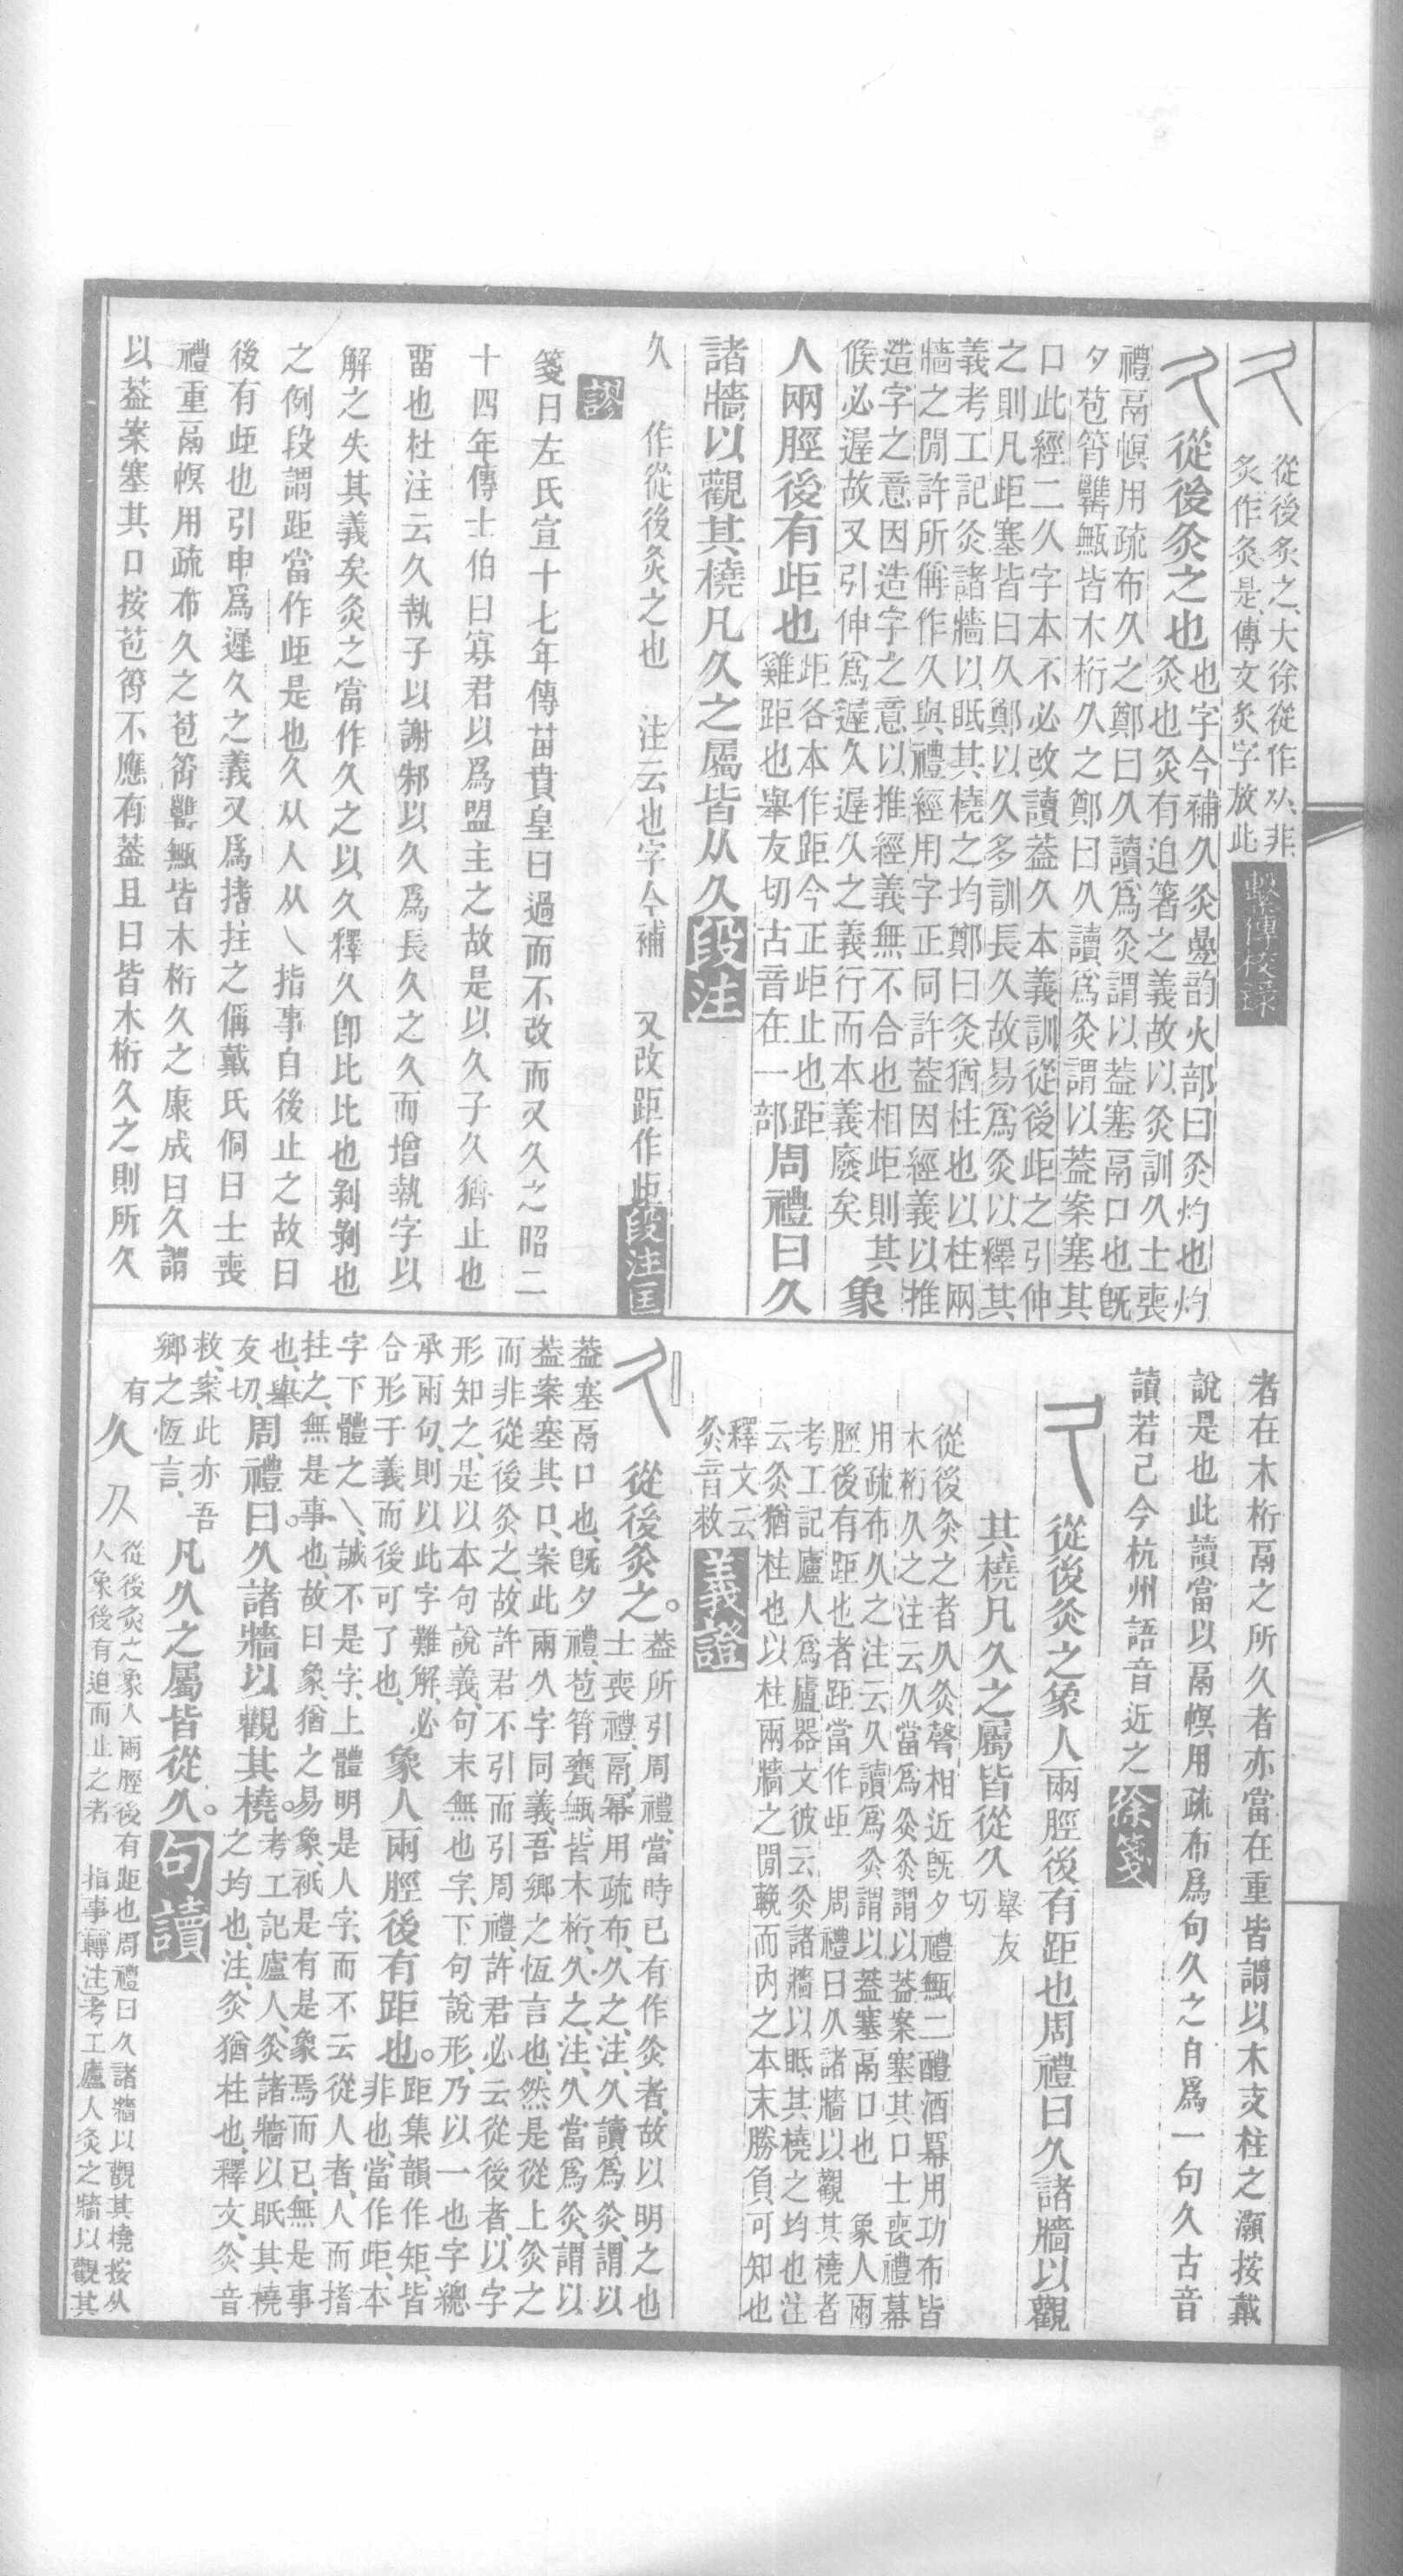 從後炙之、大徐從作从非、
炙作灸是、傳文炙字放此
繫傳校錄
從後灸之也
也字今補久灸曡韵火部曰灸灼也灼
灸也灸有迫箸之義故以灸訓久士喪
禮鬲幎用疏布久之鄭曰久讀爲灸謂以葢塞鬲口也旣
夕苞筲罋甒皆木桁久之鄭曰久讀爲灸謂以葢案塞其
口此經二久字本不必改讀葢久本義訓從後歫之引伸
之則凡歫塞皆曰久鄭以久多訓長久故易爲灸以釋其
義考工記灸諸牆以眂其橈之均鄭曰灸猶柱也以柱兩
牆之閒許所偁作久與禮經用字正同許葢因經義以推
造字之意因造字之意以推經義無不合也相歫則其
候必遲故又引伸爲遲久遲久之義行而本義廢矣
象
人兩脛後有歫也
歫各本作距今正歫止也距
雞距也舉友切古音在一部
周禮曰久
諸牆以觀其橈凡久之屬皆从久
段注
久　作從後灸之也　注云也字今補　又改距作歫
段注匡
謬
箋曰左氏宣十七年傳苗賁皇曰過而不改而又久之昭二
十四年傳士伯曰寡君以爲盟主之故是以久子久猶止也
畱也杜注云久執子以謝邾以久爲長久之久而增執字以
解之失其義矣灸之當作久之以久釋久卽比比也剝剝也
之例段謂距當作歫是也久从人从乀指事自後止之故曰
後有歫也引申爲遲久之義又爲揸拄之偁戴氏侗曰士喪
禮重鬲幎用疏布久之苞筲罋甒皆木桁久之康成曰久謂
以葢案塞其口按苞筲不應有葢且曰皆木桁久之則所久
者在木桁鬲之所久者亦當在重皆謂以木支柱之灝按戴
說是也此讀當以鬲幎用疏布爲句久之自爲一句久古音
讀若己今杭州語音近之
徐箋
從後灸之象人兩脛後有距也周禮曰久諸牆以觀
其橈凡久之屬皆從久
舉友
切
從後灸之者久灸聲相近旣夕禮甒二醴酒冪用功布皆
木桁久之注云久當爲灸灸謂以葢案塞其口士喪禮冪
用疏布久之注云久讀爲灸謂以葢塞鬲口也　象人兩
脛後有距也者距當作歫　周禮曰久諸牆以觀其橈者
考工記廬人爲廬器文彼云灸諸牆以眂其橈之均也注
云灸猶柱也以柱兩牆之閒輓而內之本末勝負可知也
釋文云
灸音救
義證
從後灸之。
葢所引周禮、當時已有作灸者、故以明之也
士喪禮、鬲冪用疏布、久之、注、久讀爲灸、謂以
葢塞鬲口也、旣夕禮、苞筲甕甒、皆木桁、久之、注、久當爲灸、謂以
葢案塞其口、案此兩久字同義、吾鄉之恆言也、然是從上灸之
而非從後灸之、故許君不引而引周禮、許君必云從後者、以字
形知之、是以本句說義、句末無也字、下句說形、乃以一也字總
承兩句、則以此字難解、必
合形于義而後可了也、
象人兩脛後有距也。
距集韻作矩、皆
非也、當作歫、本
字下體之乀、誠不是字、上體明是人字、而不云從人者、人而揸
拄之、無是事也、故曰象、猶之易象、祇是有是象焉而已、無是事
也、舉
友切、
周禮曰。久諸牆以觀其橈。
考工記廬人、灸諸牆以眂其橈
之均也、注、灸猶柱也、釋文、灸音
救、案此亦吾
鄉之恆言、
凡久之屬皆從久。
句讀
有
久
從後灸之象人兩脛後有距也周禮曰久諸牆以觀其橈按从
人象後有迫而止之者　指事轉注考工廬人灸之牆以觀其